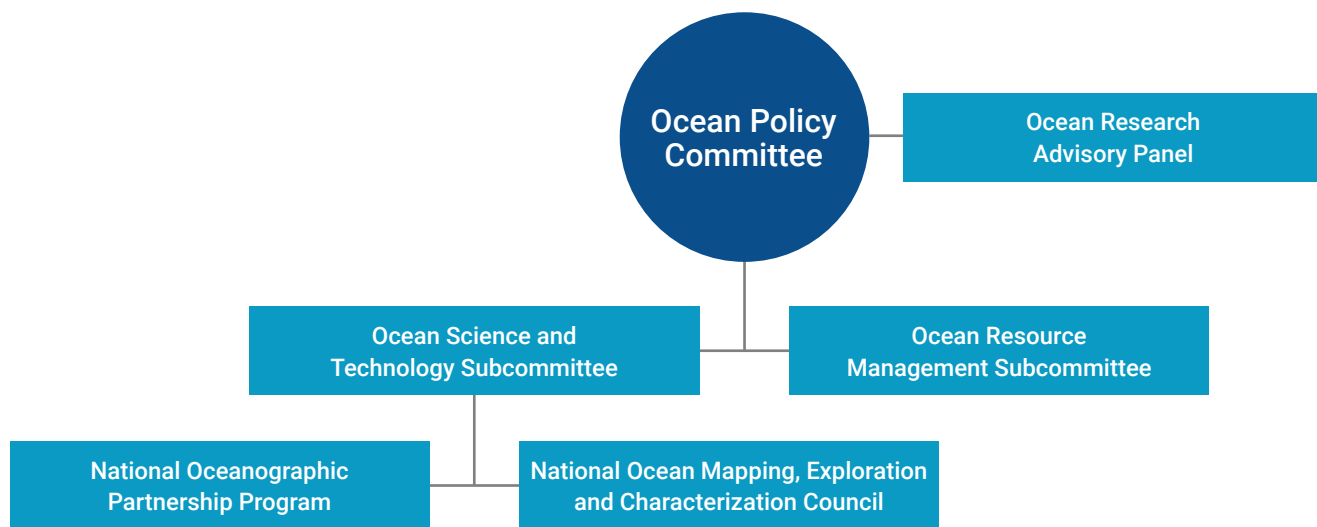 Ocean Policy
Committee
Ocean Research
Advisory Panel
Ocean Science and
Technology Subcommittee
Ocean Resource
Management Subcommittee
National Oceanographic
Partnership Program
National Ocean Mapping, Exploration
and Characterization Council